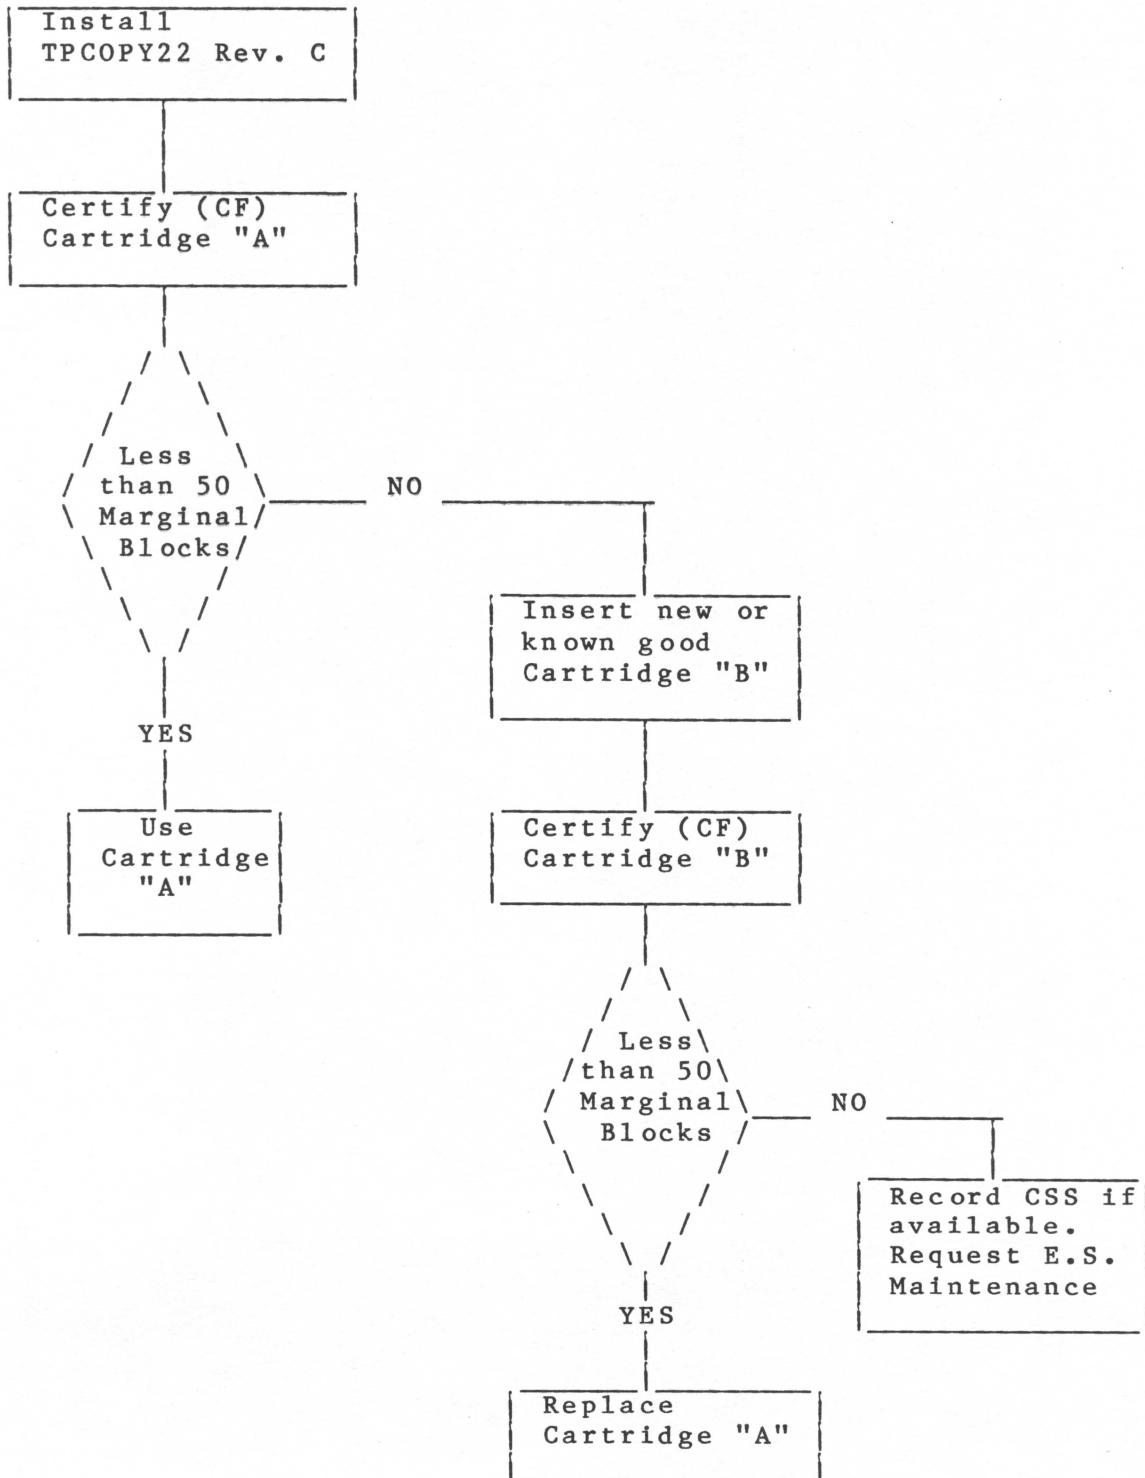 Install
TPCOPY22 Rev. C
Certify (CF)
Cartridge "A"
Less
than 50
Marginal
Blocks
NO
YES
Use
Cartridge
"A"
Insert new or
known good
Cartridge "B"
Certify (CF)
Cartridge "B"
Less
than 50
Marginal
Blocks
NO
Record CSS if
available.
Request E.S.
Maintenance
YES
Replace
Cartridge "A"